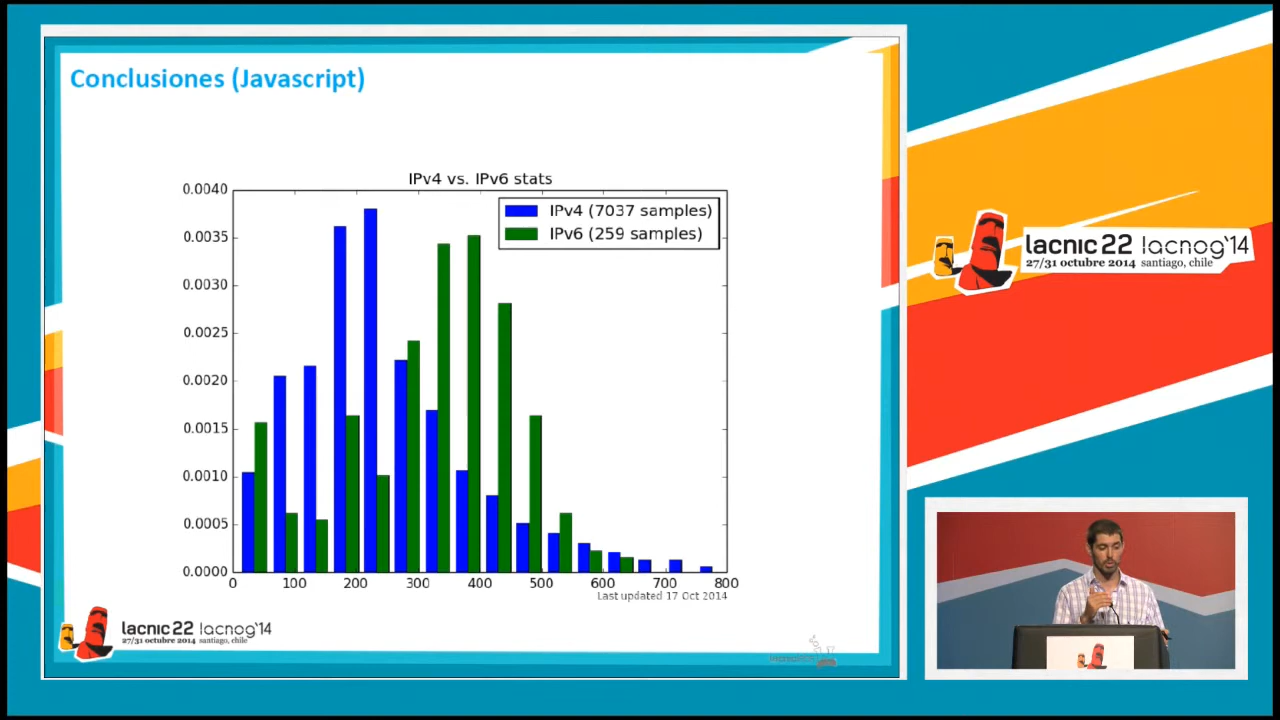 Conclusiones (Javascript)
IPv4 vs. IPv6 stats
0.0040
0.0035
0.0030
0.0025
0.0020
0.0015
0.0010
0.0005
0.0000
IPv4 (7037 samples)
IPv6 (259 samples)
0 100 200 300 400 500 600 700 800
Last updated 17 Oct 2014
lacnic 22 lacnog'14
27/31 octubre 2014 santiago, chile
lacnic 22 lacnog'14
27/31 octubre 2014 santiago, chile